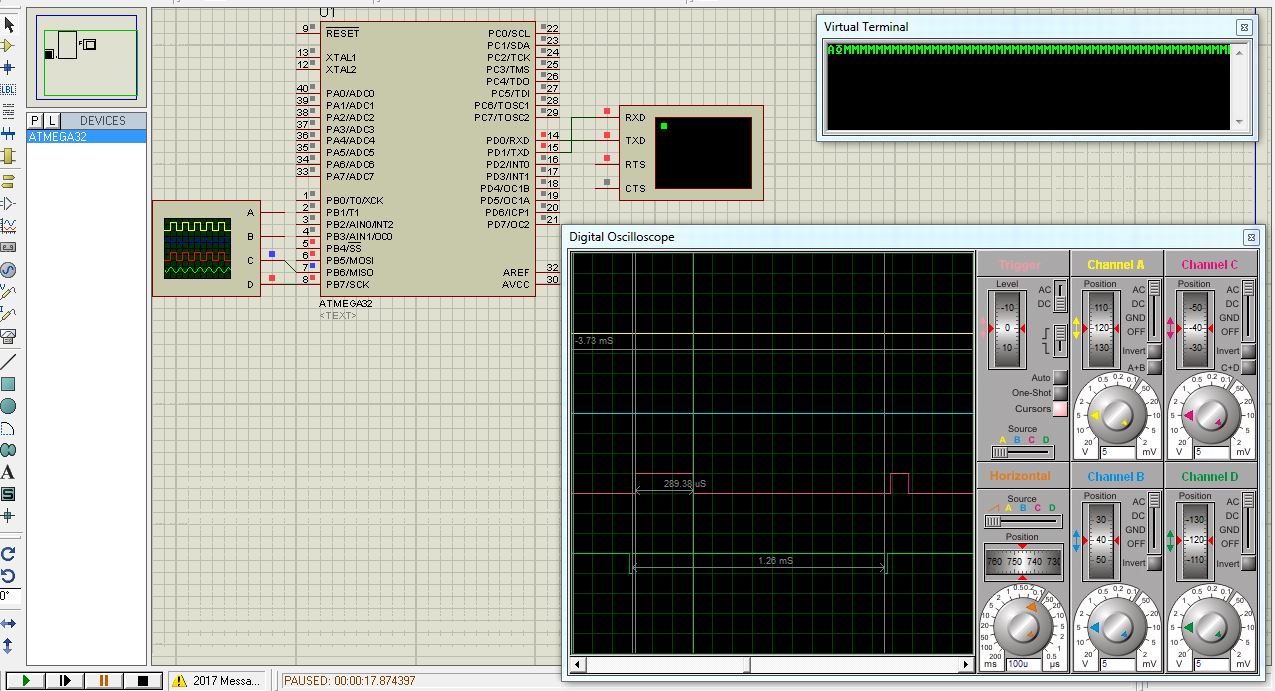 U1
9 RESET
13 XTAL1
12 XTAL2
40 PA0/ADC0
39 PA1/ADC1
38 PA2/ADC2
37 PA3/ADC3
36 PA4/ADC4
35 PA5/ADC5
34 PA6/ADC6
33 PA7/ADC7
1 PB0/T0/XCK
2 PB1/T1
3 PB2/AIN0/INT2
4 PB3/AIN1/OC0
5 PB4/SS
6 PB5/MOSI
7 PB6/MISO
8 PB7/SCK
PC0/SCL 22
PC1/SDA 23
PC2/TCK 24
PC3/TMS 25
PC4/TDO 26
PC5/TDI 27
PC6/TOSC1 28
PC7/TOSC2 29
PD0/RXD 14
PD1/TXD 15
PD2/INT0 16
PD3/INT1 17
PD4/OC1B 18
PD5/OC1A 19
PD6/ICP1 20
PD7/OC2 21
AREF 32
AVCC 30
ATMEGA32
<TEXT>
LBL
A
S
0°
P L DEVICES
ATMEGA32
A
B
C
D
RXD
TXD
RTS
CTS
Virtual Terminal
Digital Oscilloscope
-3.73 mS
289.38 uS
1.26 mS
Trigger
Level
-10
0
10
AC
DC
Auto
One-Shot
Cursors
Source
A B C D
Channel A
Position
110
120
130
AC
DC
GND
OFF
Invert
A+B
V 5 mV
Channel C
Position
-50
-40
-30
AC
DC
GND
OFF
Invert
C+D
V 5 mV
Horizontal
Source
A B C D
Position
760 750 740 730
ms 100u µs
Channel B
Position
30
40
50
AC
DC
GND
OFF
Invert
V 5 mV
Channel D
Position
-130
-120
-110
AC
DC
GND
OFF
Invert
V 5 mV
2017 Messa...
PAUSED: 00:00:17.874397